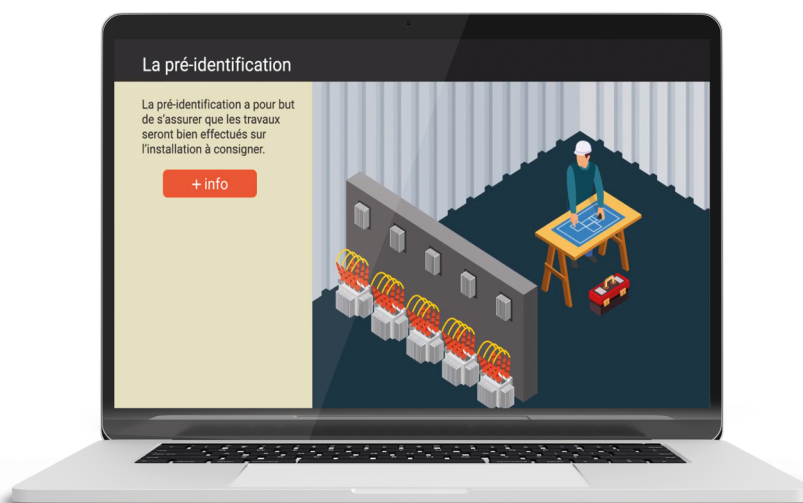 La pré-identification
La pré-identification a pour but
de s'assurer que les travaux
seront bien effectués sur
l'installation à consigner.
+ info